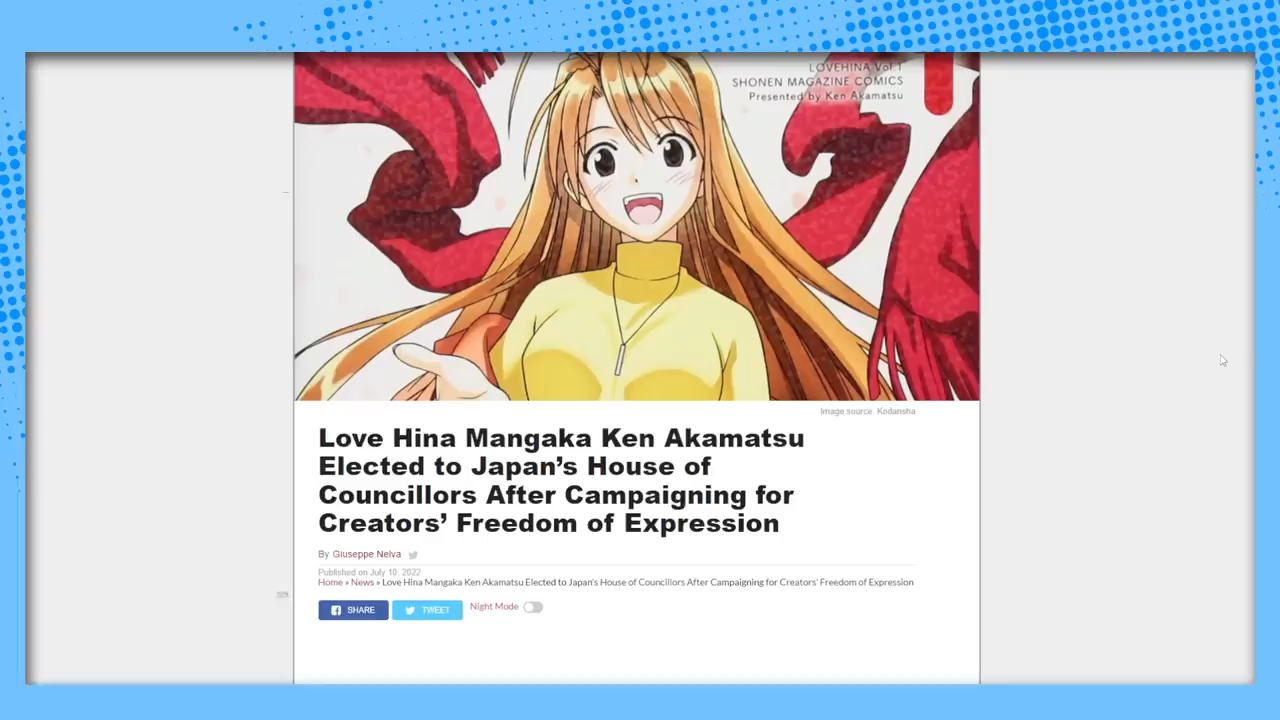 LOVEHINA Vol.1
SHONEN MAGAZINE COMICS
Presented by Ken Akamatsu
Image source Kodansha
Love Hina Mangaka Ken Akamatsu
Elected to Japan's House of
Councillors After Campaigning for
Creators' Freedom of Expression
By Giuseppe Nelva
Published on July 10, 2022
Home » News » Love Hina Mangaka Ken Akamatsu Elected to Japan's House of Councillors After Campaigning for Creators' Freedom of Expression
SHARE TWEET Night Mode